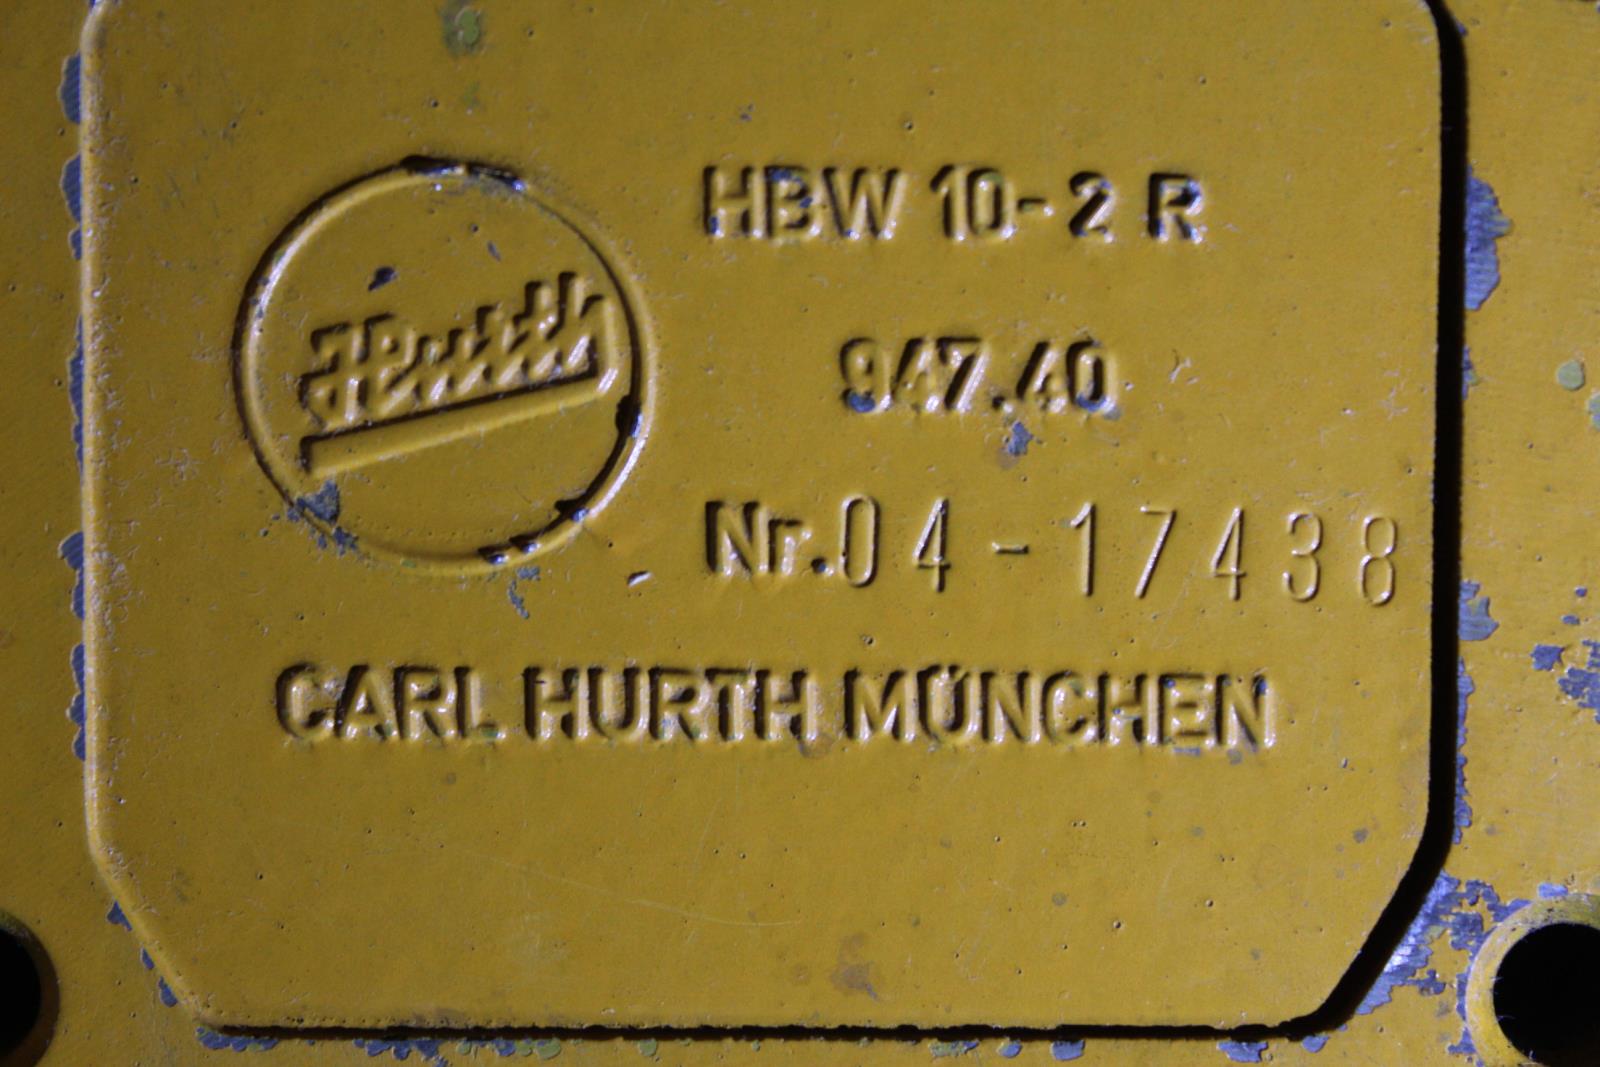 Hurth
HBW 10-2 R
947.40
Nr. 04-17438
CARL HURTH MÜNCHEN